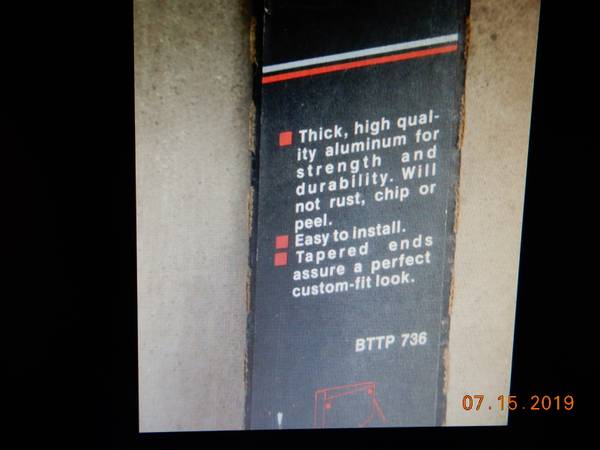 Thick, high qual-
ity aluminum for
strength and
durability. Will
not rust, chip or
peel.
Easy to install.
Tapered ends
assure a perfect
custom-fit look.
BTTP 736
07.15.2019